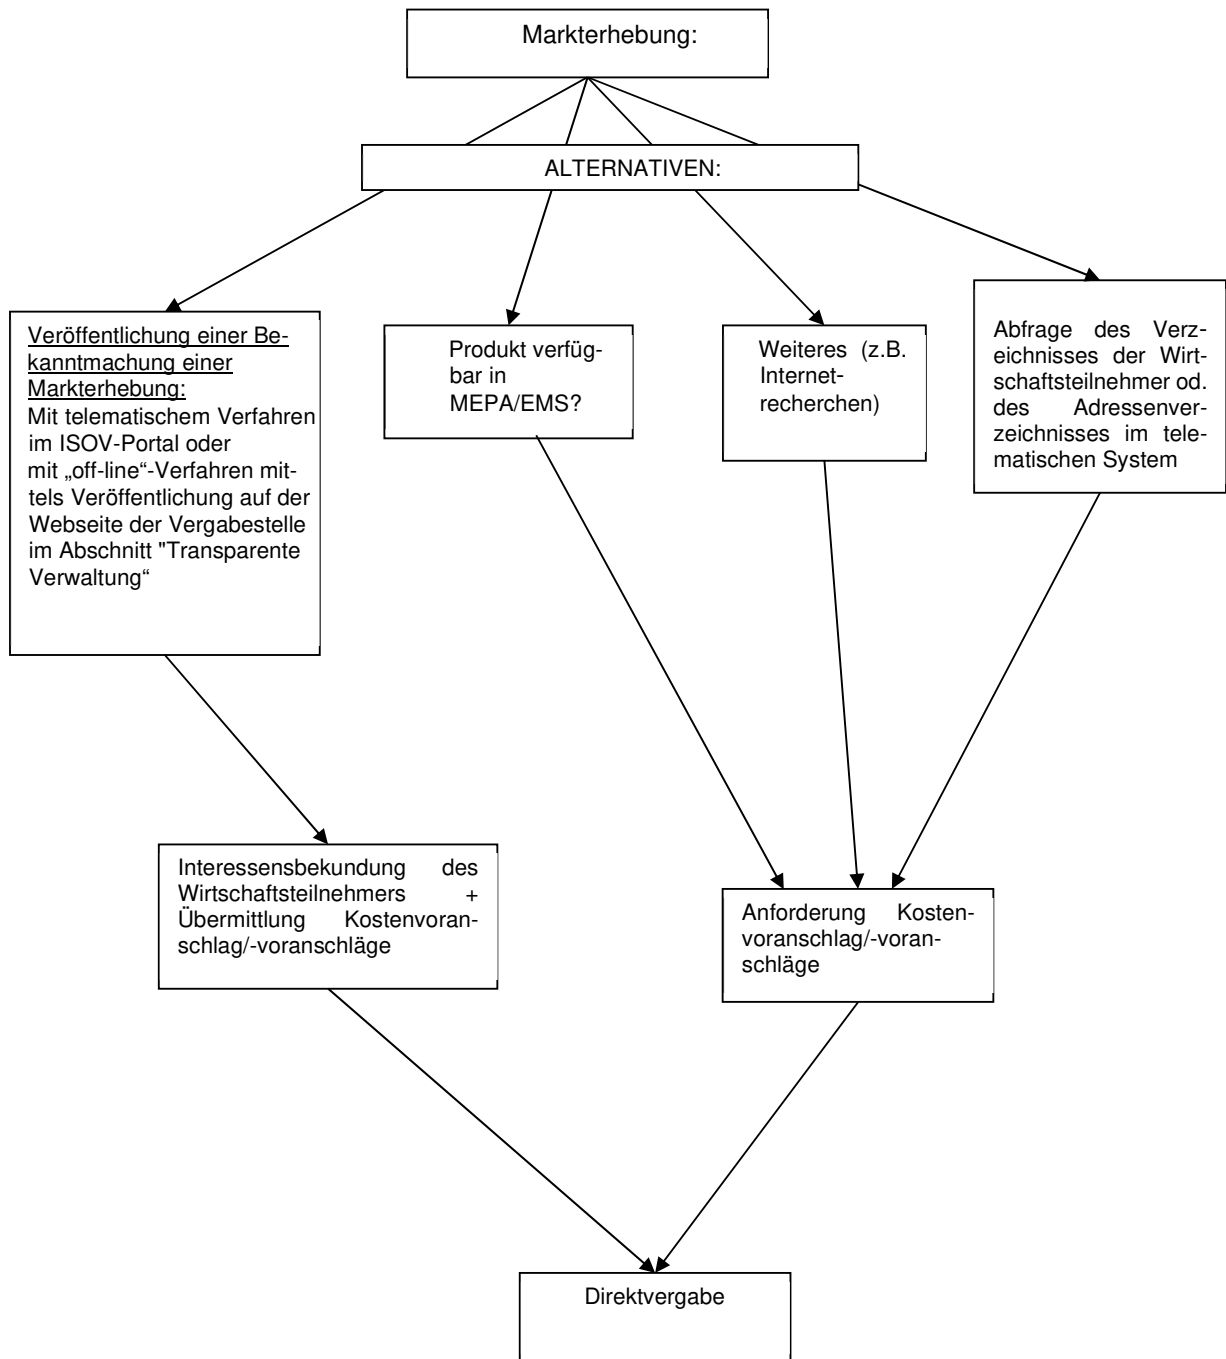 Markterhebung:
ALTERNATIVEN:
Veröffentlichung einer Be-
kanntmachung einer
Markterhebung:
Mit telematischem Verfahren
im ISOV-Portal oder
mit „off-line“-Verfahren mit-
tels Veröffentlichung auf der
Webseite der Vergabestelle
im Abschnitt "Transparente
Verwaltung“
Produkt verfüg-
bar in
MEPA/EMS?
Weiteres (z.B.
Internet-
recherchen)
Abfrage des Verz-
eichnisses der Wirt-
schaftsteilnehmer od.
des Adressenver-
zeichnisses im tele-
matischen System
Interessensbekundung des
Wirtschaftsteilnehmers +
Übermittlung Kostenvoran-
schlag/-voranschläge
Anforderung Kosten-
voranschlag/-voran-
schläge
Direktvergabe